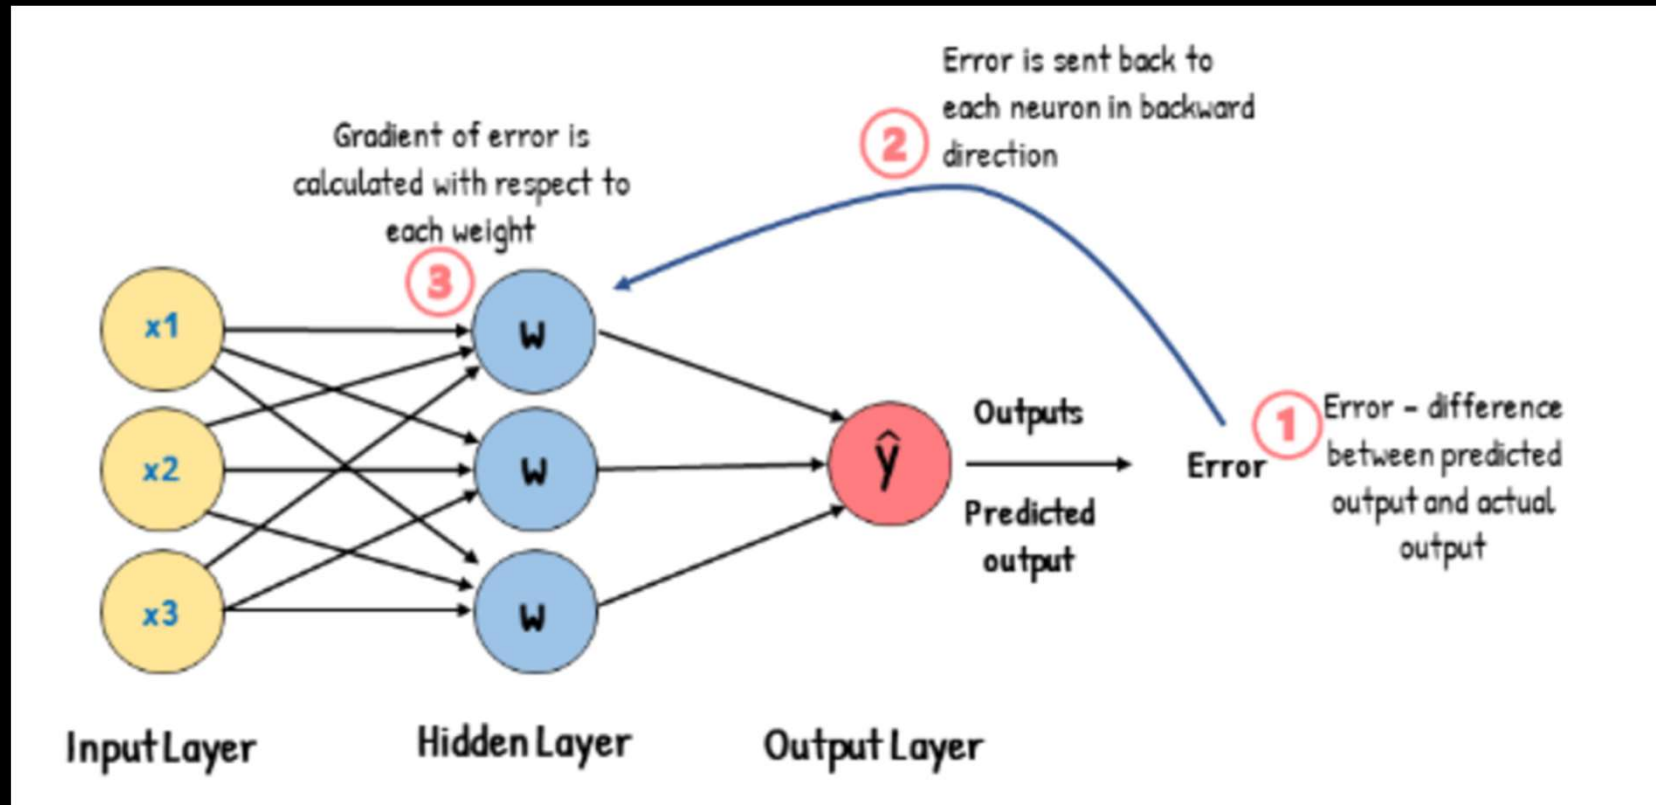 Error is sent back to
each neuron in backward
direction
2
Gradient of error is
calculated with respect to
each weight
3
x1
w
x2
w
x3
w
ŷ
Outputs
Predicted
output
Error
1
Error - difference
between predicted
output and actual
output
Input Layer
Hidden Layer
Output Layer